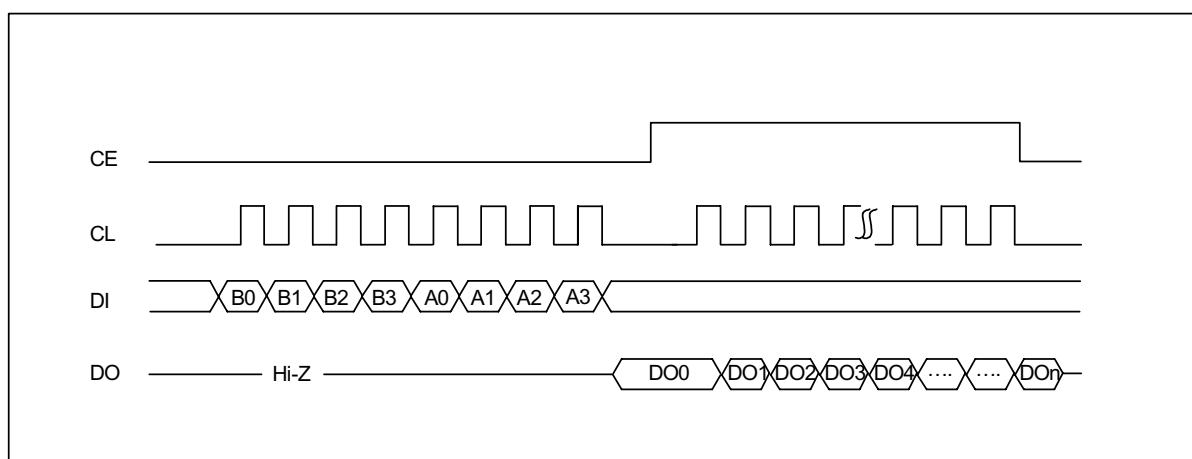 CE
CL
DI B0 B1 B2 B3 A0 A1 A2 A3
DO Hi-Z DO0 DO1 DO2 DO3 DO4 .... .... DOn